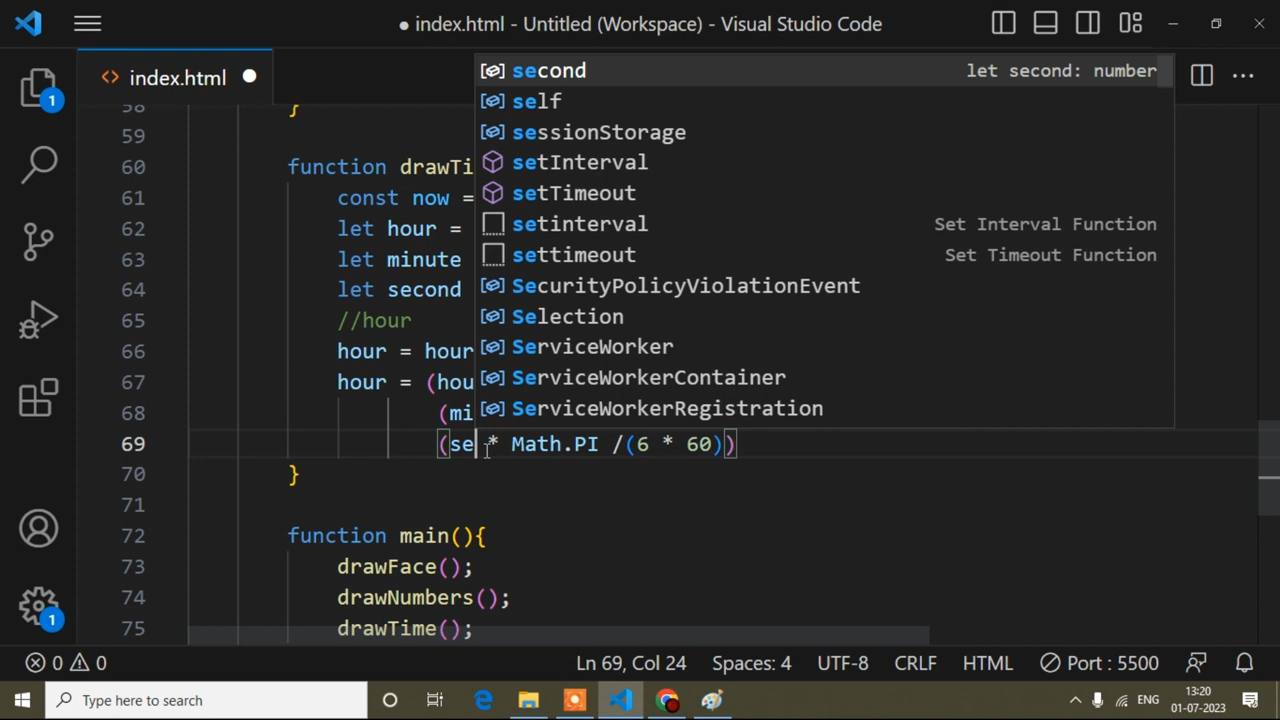 ● index.html - Untitled (Workspace) - Visual Studio Code
index.html
second let second: number
self
sessionStorage
setInterval
setTimeout
setinterval Set Interval Function
settimeout Set Timeout Function
SecurityPolicyViolationEvent
Selection
ServiceWorker
ServiceWorkerContainer
ServiceWorkerRegistration
58 }
59
60 function drawTi
61 const now =
62 let hour =
63 let minute
64 let second
65 //hour
66 hour = hour
67 hour = (hou
68 (mi
69 (se * Math.PI /(6 * 60))
70 }
71
72 function main(){
73 drawFace();
74 drawNumbers();
75 drawTime();
1
1
0 0 Ln 69, Col 24 Spaces: 4 UTF-8 CRLF HTML Port : 5500
Type here to search ENG 13:20
01-07-2023